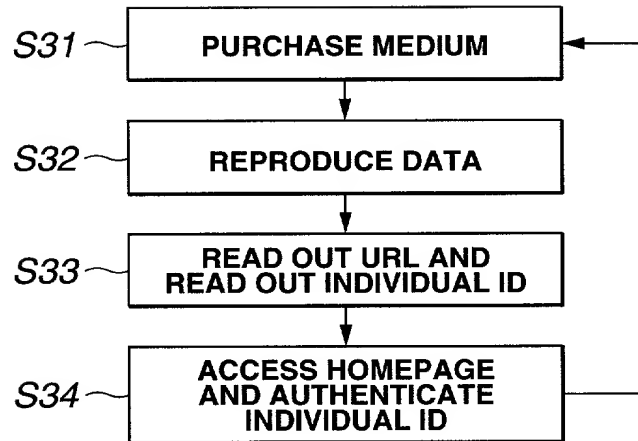 S31
PURCHASE MEDIUM
S32
REPRODUCE DATA
S33
READ OUT URL AND
READ OUT INDIVIDUAL ID
S34
ACCESS HOMEPAGE
AND AUTHENTICATE
INDIVIDUAL ID